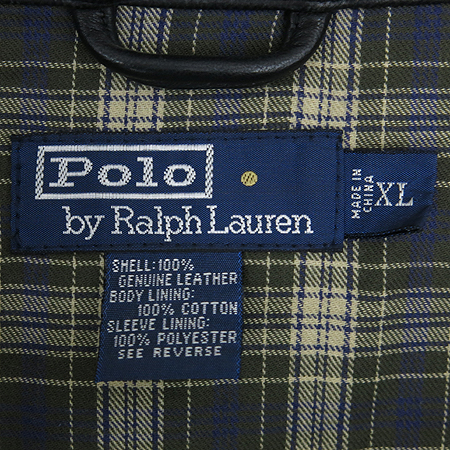 Polo
by Ralph Lauren
MADE IN
CHINA
XL
SHELL:100%
GENUINE LEATHER
BODY LINING:
100% COTTON
SLEEVE LINING:
100% POLYESTER
SEE REVERSE